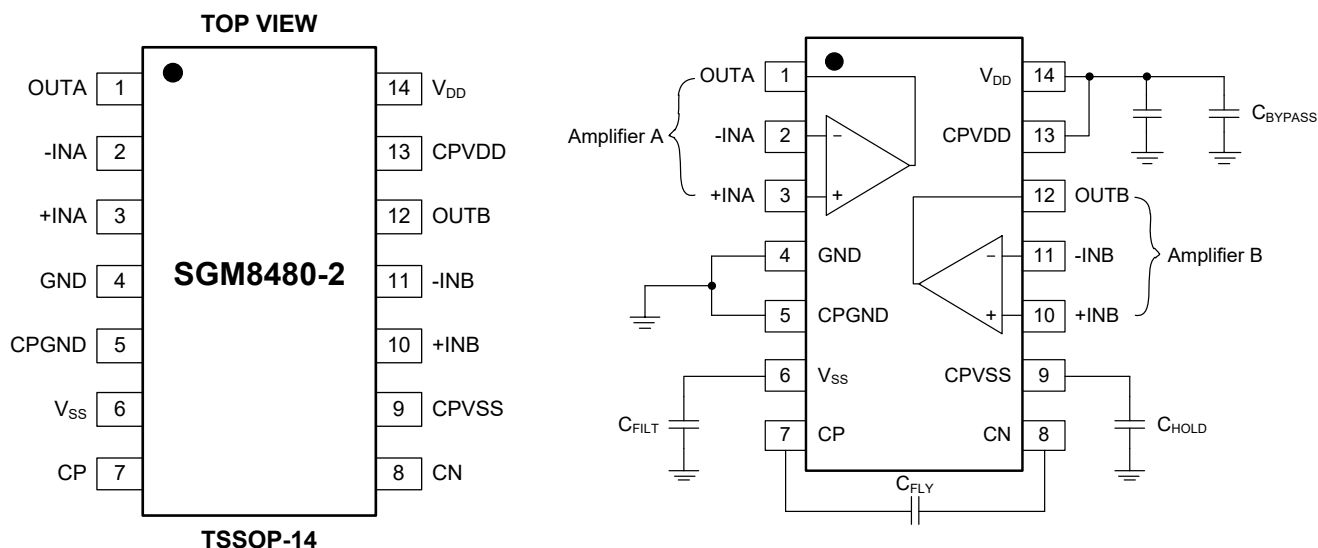 TOP VIEW
OUTA 1 14 VDD
-INA 2 13 CPVDD
+INA 3 12 OUTB
SGM8480-2
GND 4 11 -INB
CPGND 5 10 +INB
VSS 6 9 CPVSS
CP 7 8 CN
TSSOP-14
OUTA 1 VDD 14
Amplifier A
-INA 2 − CPVDD 13
CBYPASS
+INA 3 + 12 OUTB
4 GND − 11 -INB
Amplifier B
5 CPGND + 10 +INB
6 VSS CPVSS 9
CFILT
CHOLD
7 CP CN 8
CFLY